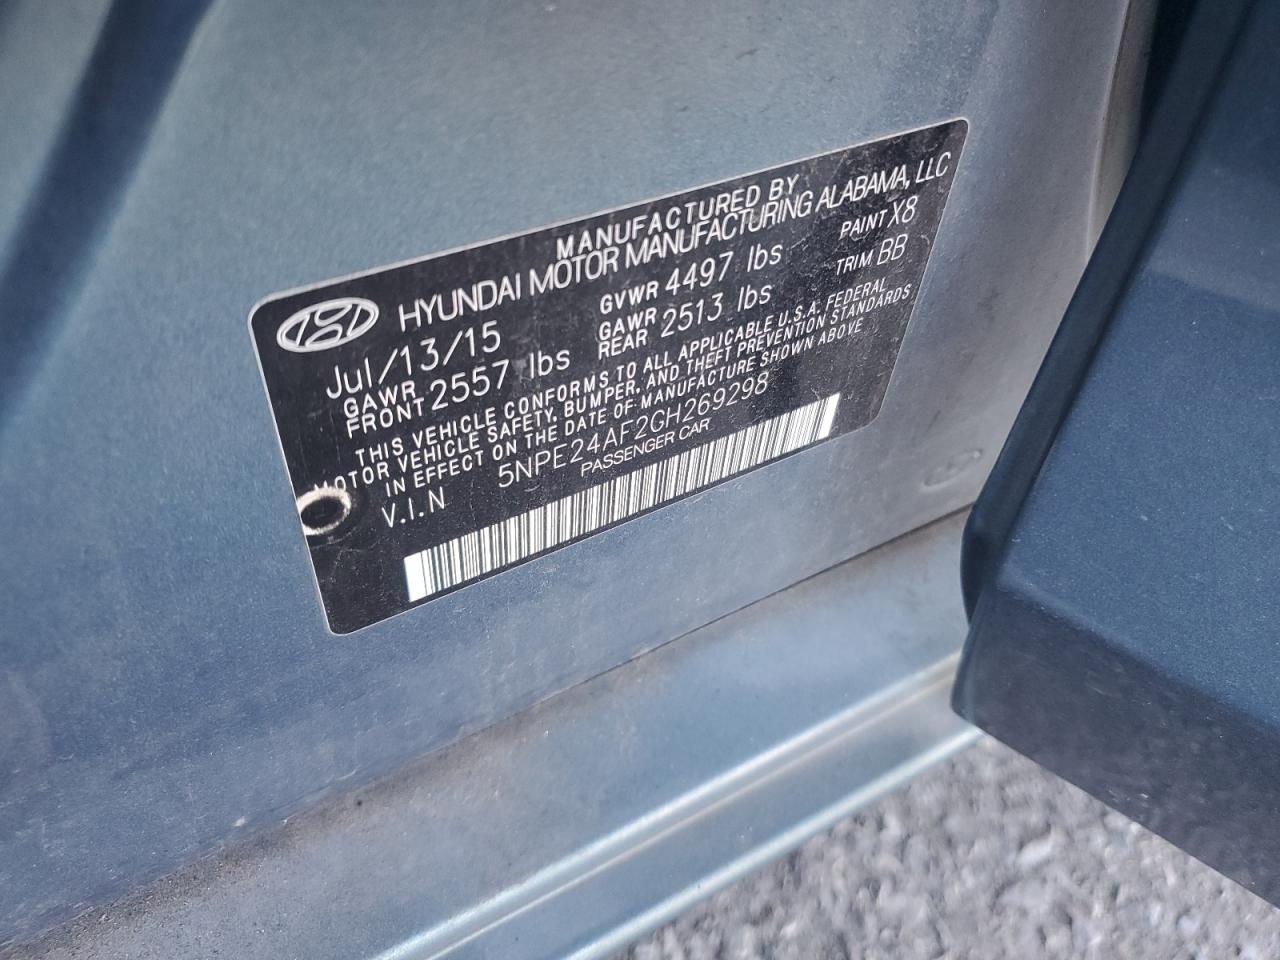 MANUFACTURED BY
HYUNDAI MOTOR MANUFACTURING ALABAMA, LLC
Jul/13/15 GVWR 4497 lbs PAINT X8
GAWR FRONT 2557 lbs GAWR REAR 2513 lbs TRIM BB
THIS VEHICLE CONFORMS TO ALL APPLICABLE U.S.A. FEDERAL
MOTOR VEHICLE SAFETY, BUMPER, AND THEFT PREVENTION STANDARDS
IN EFFECT ON THE DATE OF MANUFACTURE SHOWN ABOVE
V.I.N 5NPE24AF2GH269298
PASSENGER CAR